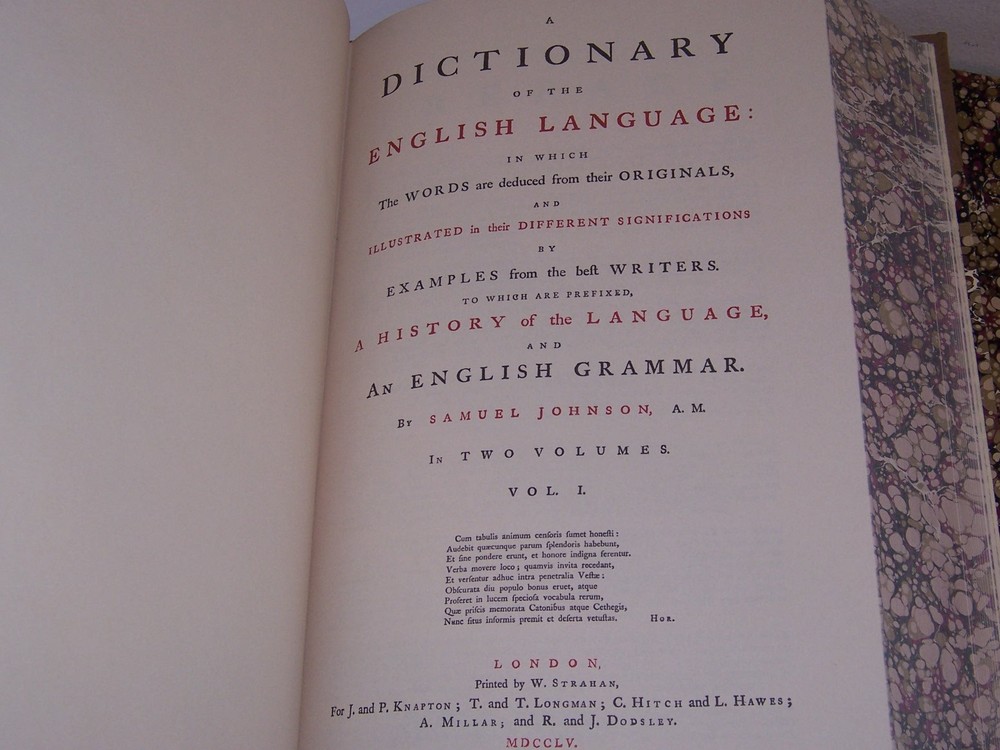 A
DICTIONARY
OF THE
ENGLISH LANGUAGE:
IN WHICH
The WORDS are deduced from their ORIGINALS,
AND
ILLUSTRATED in their DIFFERENT SIGNIFICATIONS
BY
EXAMPLES from the beſt WRITERS.
TO WHICH ARE PREFIXED,
A HISTORY of the LANGUAGE,
AND
AN ENGLISH GRAMMAR.
BY SAMUEL JOHNSON, A. M.
IN TWO VOLUMES.
VOL. I.
Cum tabulis animum cenſoris ſumet honeſti:
Audebit quæcunque parum ſplendoris habebunt,
Et ſine pondere erunt, et honore indigna ferentur.
Verba movere loco; quamvis invita recedant,
Et verſentur adhuc intra penetralia Veſtæ:
Obſcurata diu populo bonus eruet, atque
Proferet in lucem ſpecioſa vocabula rerum,
Quæ priſcis memorata Catonibus atque Cethegis,
Nunc ſitus informis premit et deſerta vetuſtas. HOR.
LONDON,
Printed by W. STRAHAN,
For J. and P. KNAPTON; T. and T. LONGMAN; C. HITCH and L. HAWES;
A. MILLAR; and R. and J. DODSLEY.
MDCCLV.